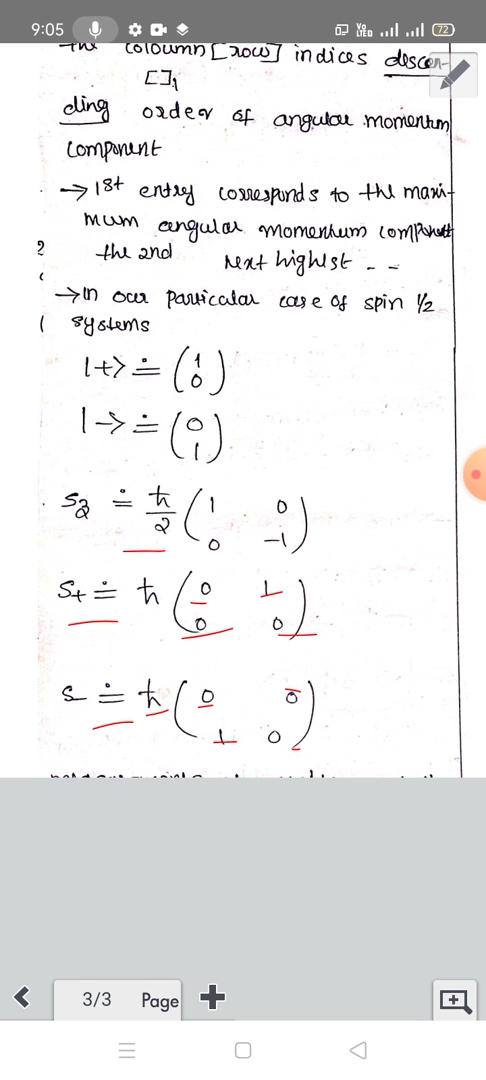 9:05
Vo
LTED
72
the coloumn [row] indices descen-
[ ],
ding order of angular momentum
component
→ 1st entry corresponds to the maxi-
mum angular momentum component
the 2nd next highest - -
→ In our particular case of spin 1/2
systems
|+> ≐ (1
0)
|-> ≐ (0
1)
Sz ≐ ħ/2 (1 0
0 -1)
S+ ≐ ħ (0 1
0 0)
S ≐ ħ (0 0
1 0)
3/3 Page